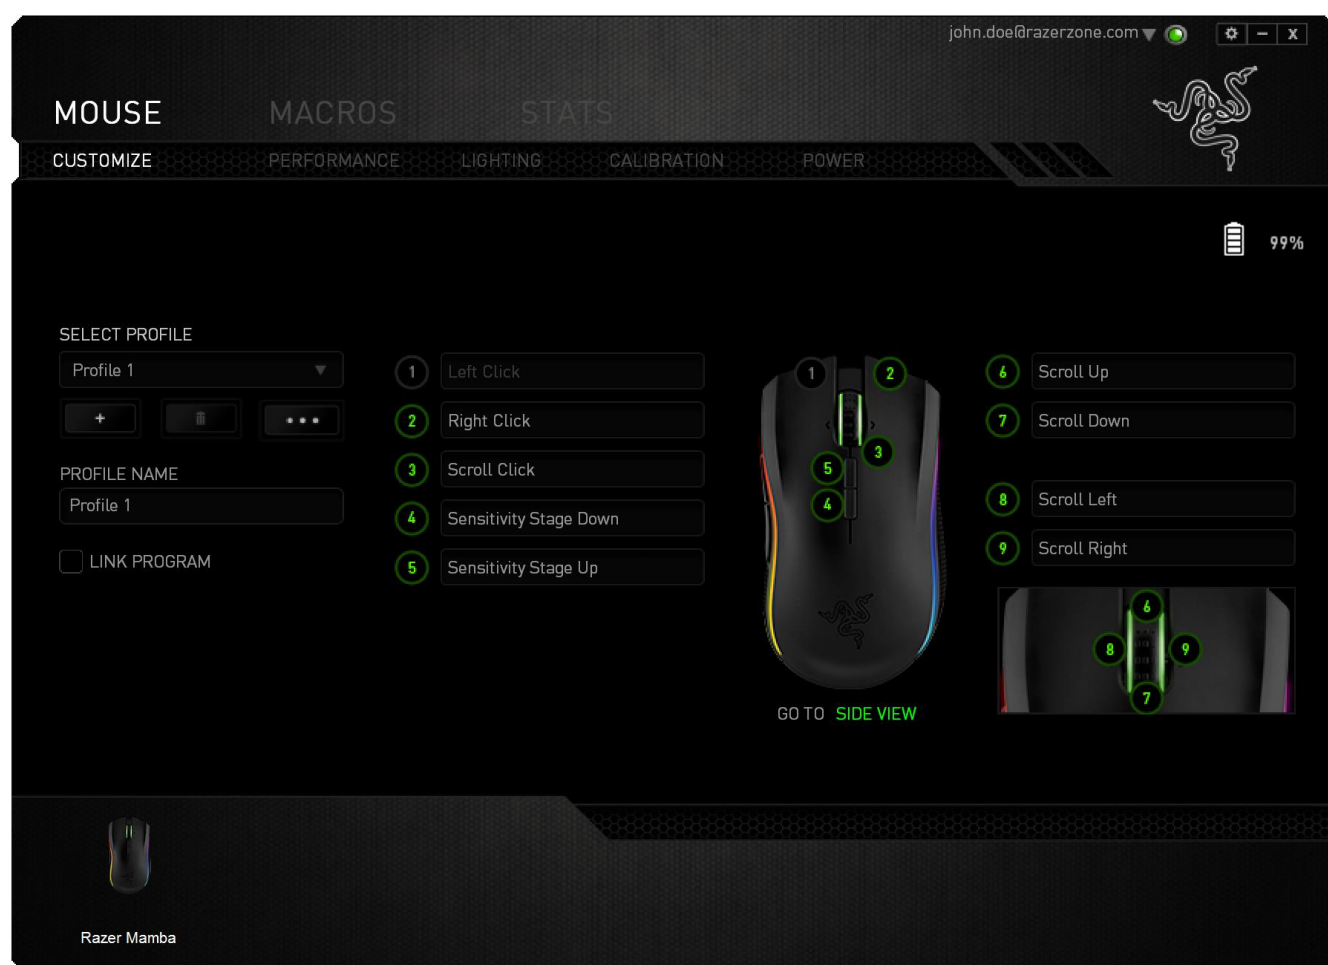 john.doe@razerzone.com
X
MOUSE MACROS STATS
CUSTOMIZE PERFORMANCE LIGHTING CALIBRATION POWER
99%
SELECT PROFILE
Profile 1
+
PROFILE NAME
Profile 1
LINK PROGRAM
1 Left Click
2 Right Click
3 Scroll Click
4 Sensitivity Stage Down
5 Sensitivity Stage Up
1 2
3
5
4
GO TO SIDE VIEW
6 Scroll Up
7 Scroll Down
8 Scroll Left
9 Scroll Right
6
8 9
7
Razer Mamba